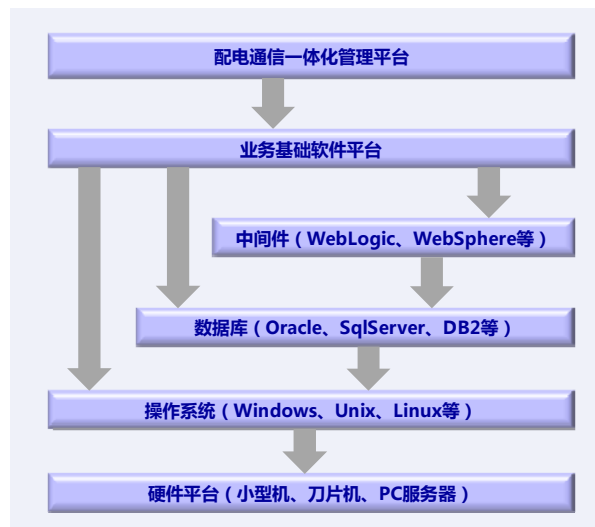 配电通信一体化管理平台
业务基础软件平台
中间件（WebLogic、WebSphere等）
数据库（Oracle、SqlServer、DB2等）
操作系统（Windows、Unix、Linux等）
硬件平台（小型机、刀片机、PC服务器）